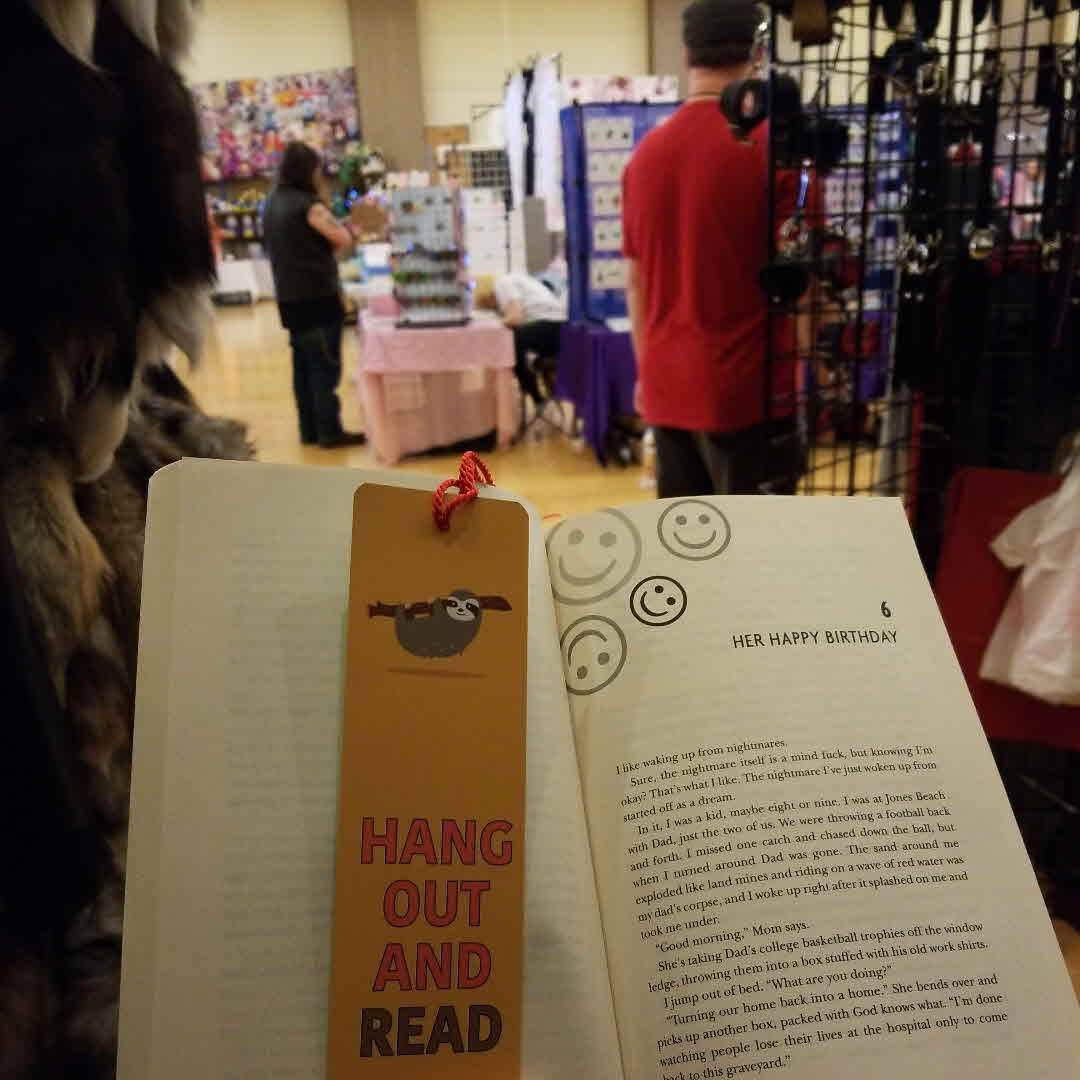 HANG
OUT
AND
READ
6
HER HAPPY BIRTHDAY
I like waking up from nightmares.
Sure, the nightmare itself is a mind fuck, but knowing I'm
okay? That's what I like. The nightmare I've just woken up from
started off as a dream.
In it, I was a kid, maybe eight or nine. I was at Jones Beach
with Dad, just the two of us. We were throwing a football back
and forth. I missed one catch and chased down the ball, but
when I turned around Dad was gone. The sand around me
exploded like land mines and riding on a wave of red water was
my dad's corpse, and I woke up right after it splashed on me and
took me under.
"Good morning," Mom says.
She's taking Dad's college basketball trophies off the window
ledge, throwing them into a box stuffed with his old work shirts.
I jump out of bed. "What are you doing?"
"Turning our home back into a home." She bends over and
picks up another box, packed with God knows what. "I'm done
watching people lose their lives at the hospital only to come
back to this graveyard."